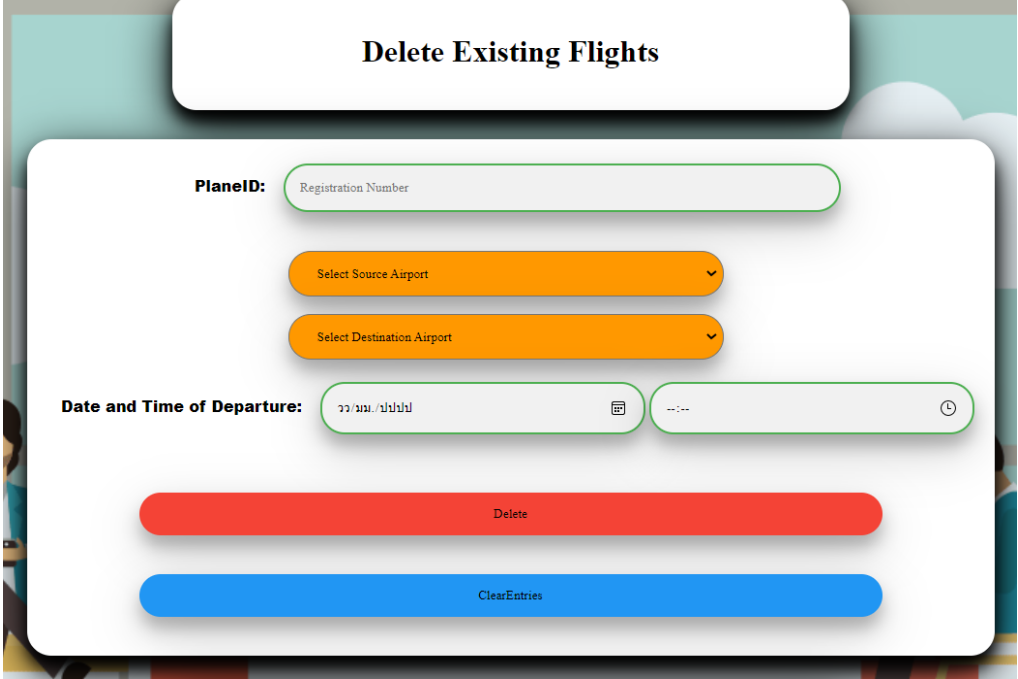 Delete Existing Flights
PlaneID: Registration Number
Select Source Airport
Select Destination Airport
Date and Time of Departure: วว/มม./ปปปป --:--
Delete
ClearEntries